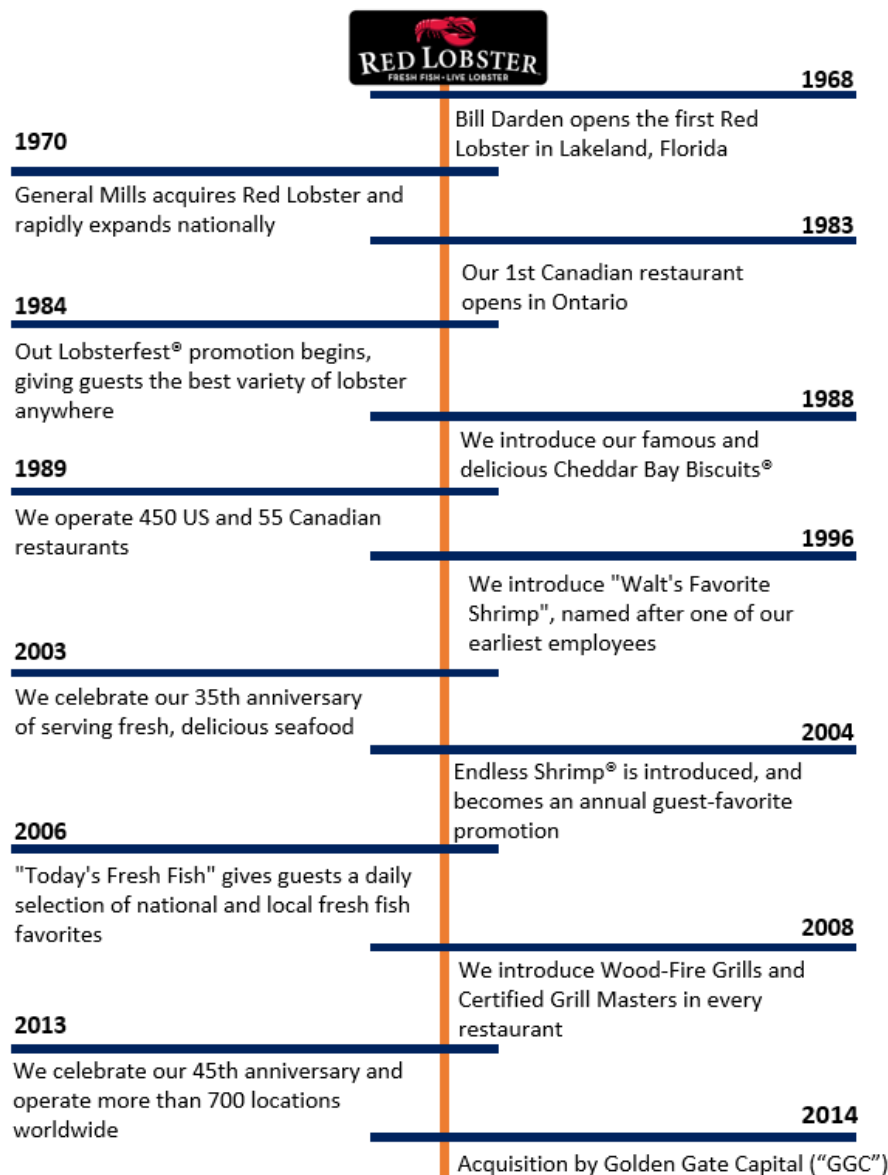 RED LOBSTER
FRESH FISH • LIVE LOBSTER
1968
Bill Darden opens the first Red
Lobster in Lakeland, Florida
1970
General Mills acquires Red Lobster and
rapidly expands nationally
1983
Our 1st Canadian restaurant
opens in Ontario
1984
Out Lobsterfest® promotion begins,
giving guests the best variety of lobster
anywhere
1988
We introduce our famous and
delicious Cheddar Bay Biscuits®
1989
We operate 450 US and 55 Canadian
restaurants
1996
We introduce "Walt's Favorite
Shrimp", named after one of our
earliest employees
2003
We celebrate our 35th anniversary
of serving fresh, delicious seafood
2004
Endless Shrimp® is introduced, and
becomes an annual guest-favorite
promotion
2006
"Today's Fresh Fish" gives guests a daily
selection of national and local fresh fish
favorites
2008
We introduce Wood-Fire Grills and
Certified Grill Masters in every
restaurant
2013
We celebrate our 45th anniversary and
operate more than 700 locations
worldwide
2014
Acquisition by Golden Gate Capital (“GGC”)